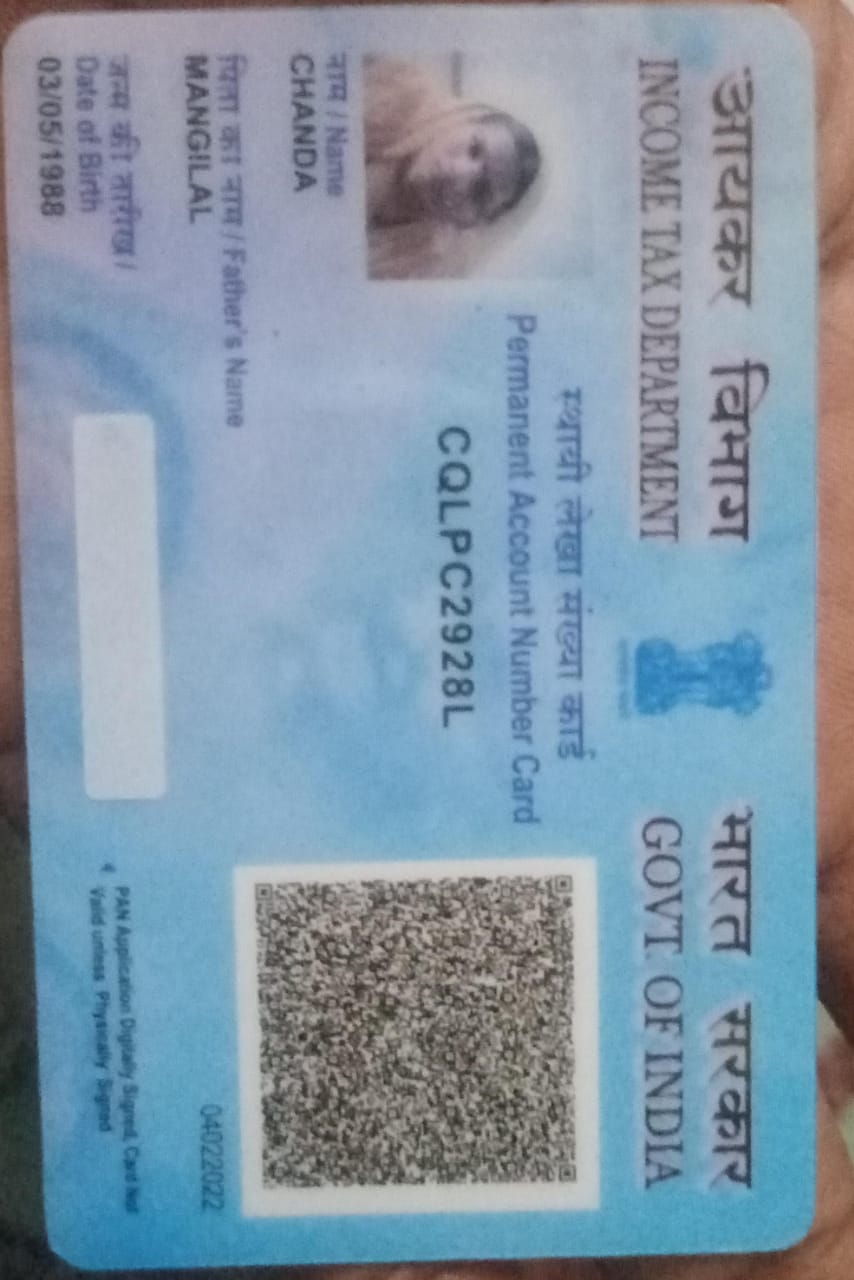 आयकर विभाग
INCOME TAX DEPARTMENT
भारत सरकार
GOVT. OF INDIA
स्थायी लेखा संख्या कार्ड
Permanent Account Number Card
CQLPC2928L
नाम / Name
CHANDA
पिता का नाम / Father's Name
MANGILAL
जन्म की तारीख /
Date of Birth
03/05/1988
04022022
PAN Application Digitally Signed, Card Not
Valid unless Physically Signed